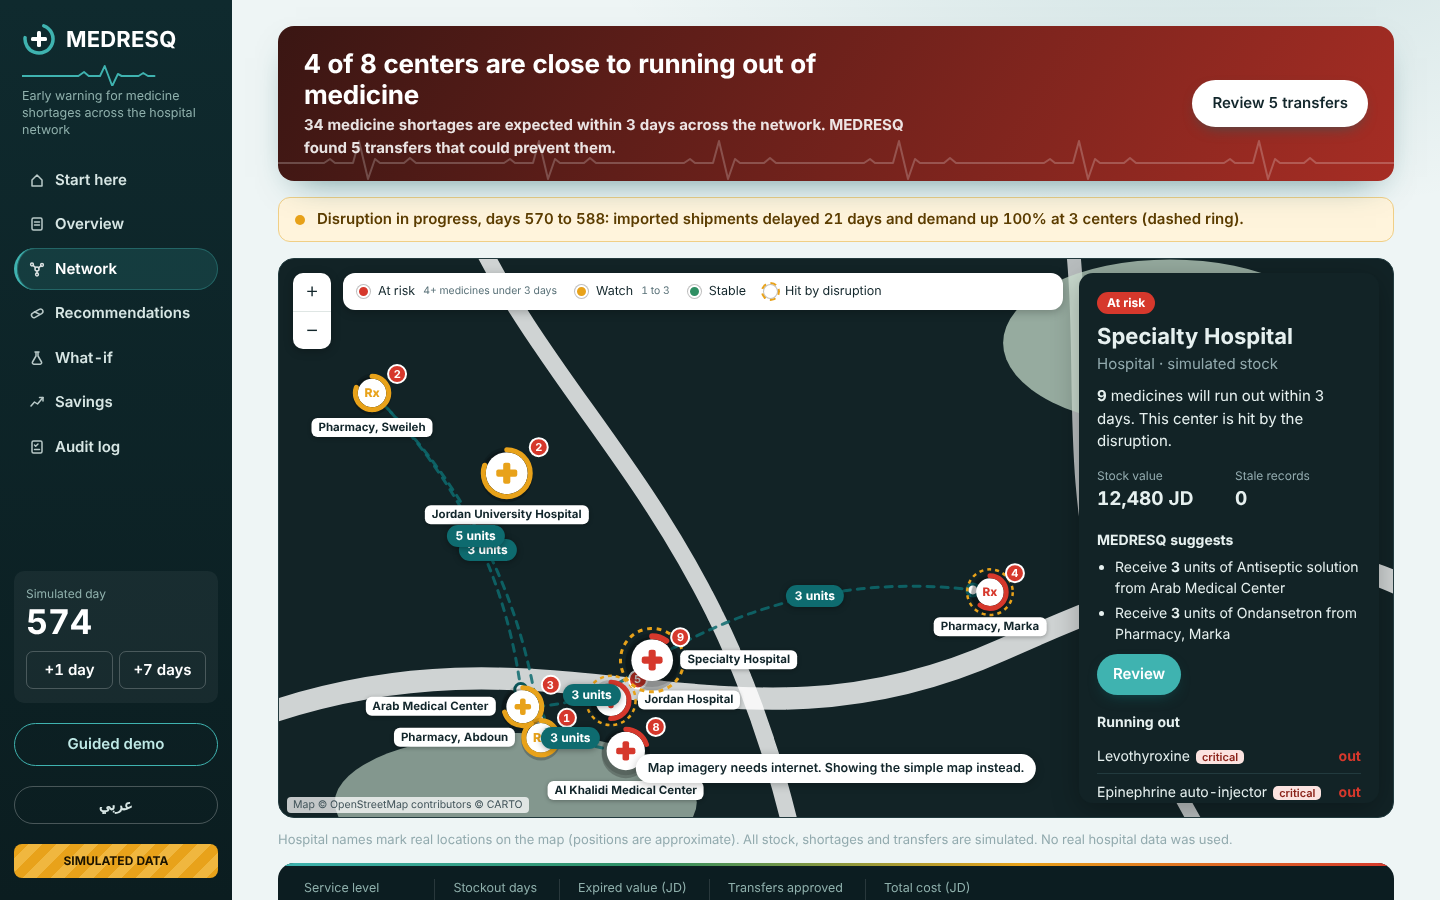 MEDRESQ
Early warning for medicine
shortages across the hospital
network
Start here
Overview
Network
Recommendations
What-if
Savings
Audit log
Simulated day
574
+1 day
+7 days
Guided demo
عربي
SIMULATED DATA
4 of 8 centers are close to running out of
medicine
34 medicine shortages are expected within 3 days across the network. MEDRESQ
found 5 transfers that could prevent them.
Review 5 transfers
Disruption in progress, days 570 to 588: imported shipments delayed 21 days and demand up 100% at 3 centers (dashed ring).
+
−
At risk 4+ medicines under 3 days Watch 1 to 3 Stable Hit by disruption
2
Rx
Pharmacy, Sweileh
2
Jordan University Hospital
5 units
3 units
3 units
4
Rx
Pharmacy, Marka
9
Specialty Hospital
5
3 units
Jordan Hospital
3
Arab Medical Center
1
Pharmacy, Abdoun
3 units
8
Al Khalidi Medical Center
Map imagery needs internet. Showing the simple map instead.
Map © OpenStreetMap contributors © CARTO
At risk
Specialty Hospital
Hospital · simulated stock
9 medicines will run out within 3
days. This center is hit by the
disruption.
Stock value
12,480 JD
Stale records
0
MEDRESQ suggests
• Receive 3 units of Antiseptic solution
from Arab Medical Center
• Receive 3 units of Ondansetron from
Pharmacy, Marka
Review
Running out
Levothyroxine critical out
Epinephrine auto-injector critical out
Hospital names mark real locations on the map (positions are approximate). All stock, shortages and transfers are simulated. No real hospital data was used.
Service level
Stockout days
Expired value (JD)
Transfers approved
Total cost (JD)